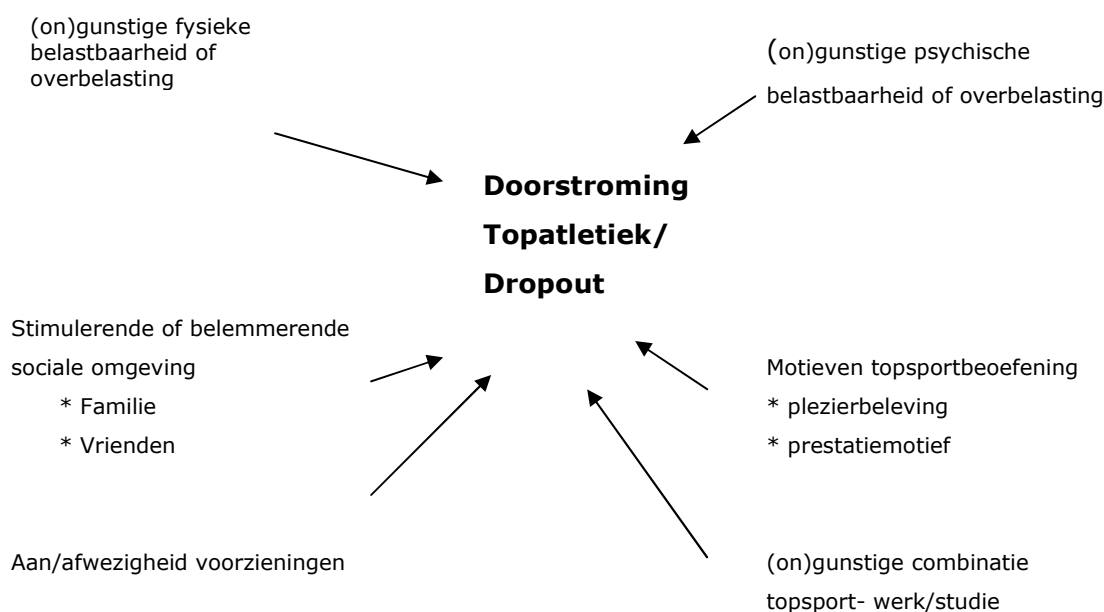 (on)gunstige fysieke
belastbaarheid of
overbelasting
(on)gunstige psychische
belastbaarheid of overbelasting
Doorstroming
Topatletiek/
Dropout
Stimulerende of belemmerende
sociale omgeving
* Familie
* Vrienden
Motieven topsportbeoefening
* plezierbeleving
* prestatiemotief
Aan/afwezigheid voorzieningen
(on)gunstige combinatie
topsport- werk/studie